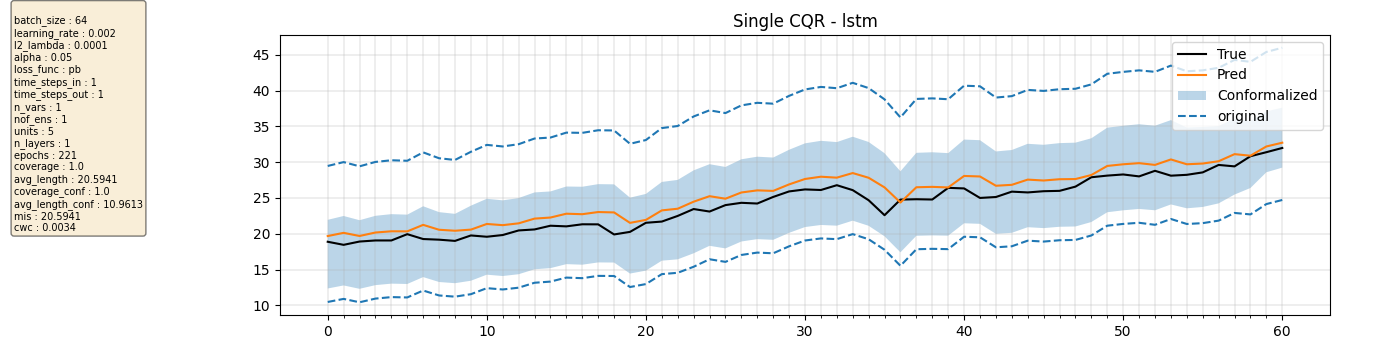 batch_size : 64
learning_rate : 0.002
l2_lambda : 0.0001
alpha : 0.05
loss_func : pb
time_steps_in : 1
time_steps_out : 1
n_vars : 1
nof_ens : 1
units : 5
n_layers : 1
epochs : 221
coverage : 1.0
avg_length : 20.5941
coverage_conf : 1.0
avg_length_conf : 10.9613
mis : 20.5941
cwc : 0.0034
Single CQR - lstm
45
40
35
30
25
20
15
10
0 10 20 30 40 50 60
True
Pred
Conformalized
original